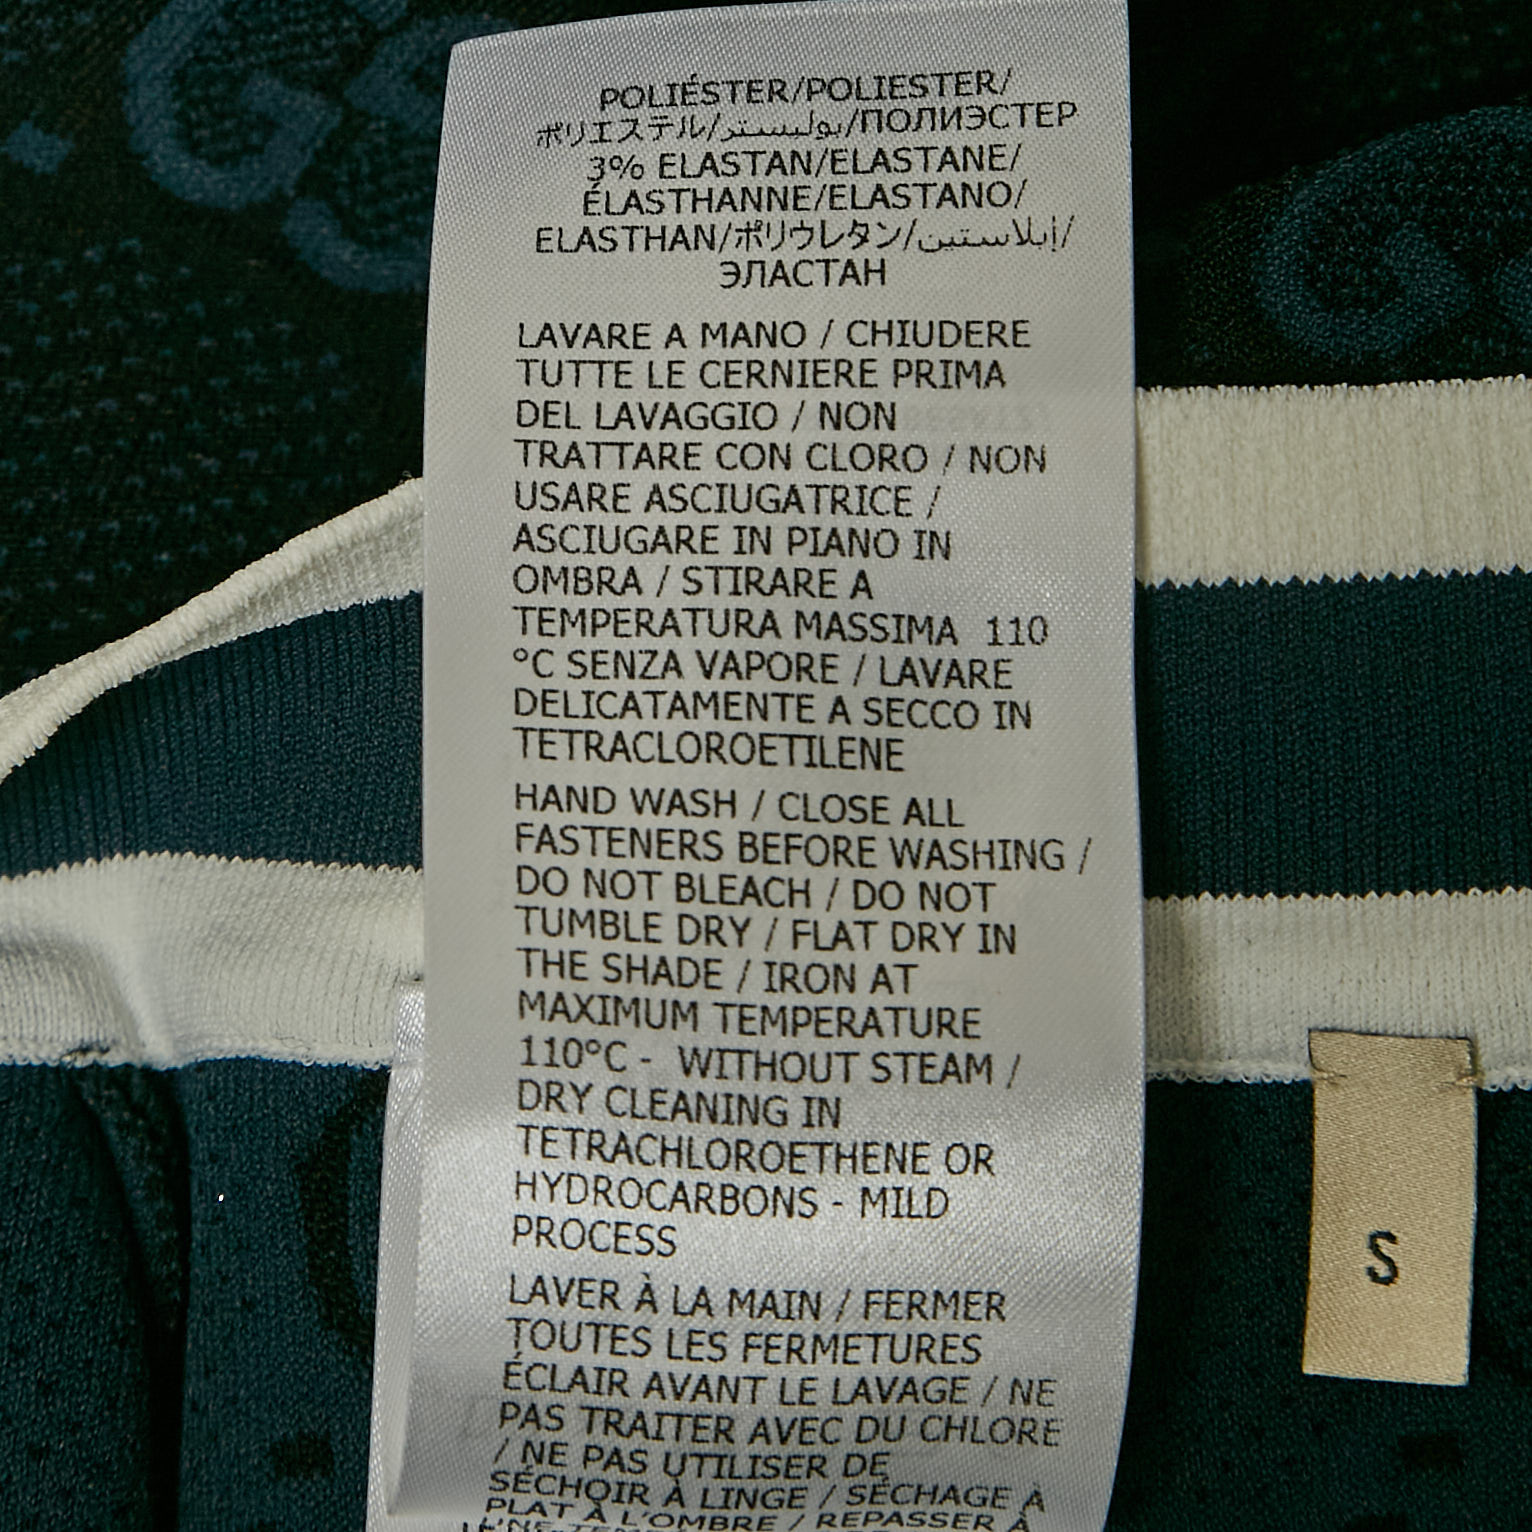 POLIÉSTER/POLIESTER/
ポリエステル/بوليستر/ПОЛИЭСТЕР
3% ELASTAN/ELASTANE/
ÉLASTHANNE/ELASTANO/
ELASTHAN/ポリウレタン/إيلاستين/
ЭЛАСТАН
LAVARE A MANO / CHIUDERE
TUTTE LE CERNIERE PRIMA
DEL LAVAGGIO / NON
TRATTARE CON CLORO / NON
USARE ASCIUGATRICE /
ASCIUGARE IN PIANO IN
OMBRA / STIRARE A
TEMPERATURA MASSIMA 110
°C SENZA VAPORE / LAVARE
DELICATAMENTE A SECCO IN
TETRACLOROETILENE
HAND WASH / CLOSE ALL
FASTENERS BEFORE WASHING /
DO NOT BLEACH / DO NOT
TUMBLE DRY / FLAT DRY IN
THE SHADE / IRON AT
MAXIMUM TEMPERATURE
110°C - WITHOUT STEAM /
DRY CLEANING IN
TETRACHLOROETHENE OR
HYDROCARBONS - MILD
PROCESS
LAVER À LA MAIN / FERMER
TOUTES LES FERMETURES
ÉCLAIR AVANT LE LAVAGE / NE
PAS TRAITER AVEC DU CHLORE
/ NE PAS UTILISER DE
SÉCHOIR À LINGE / SÉCHAGE À
PLAT À L'OMBRE / REPASSER À
S